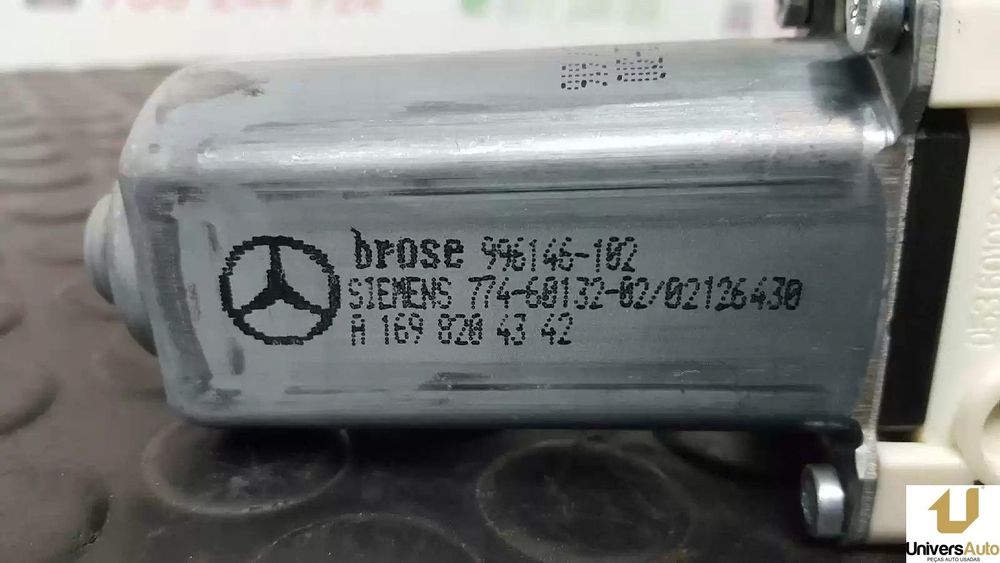 brose 996146-102
SIEMENS 774-60132-02/02126430
A 169 820 43 42
UniversAuto
PEÇAS AUTO USADAS